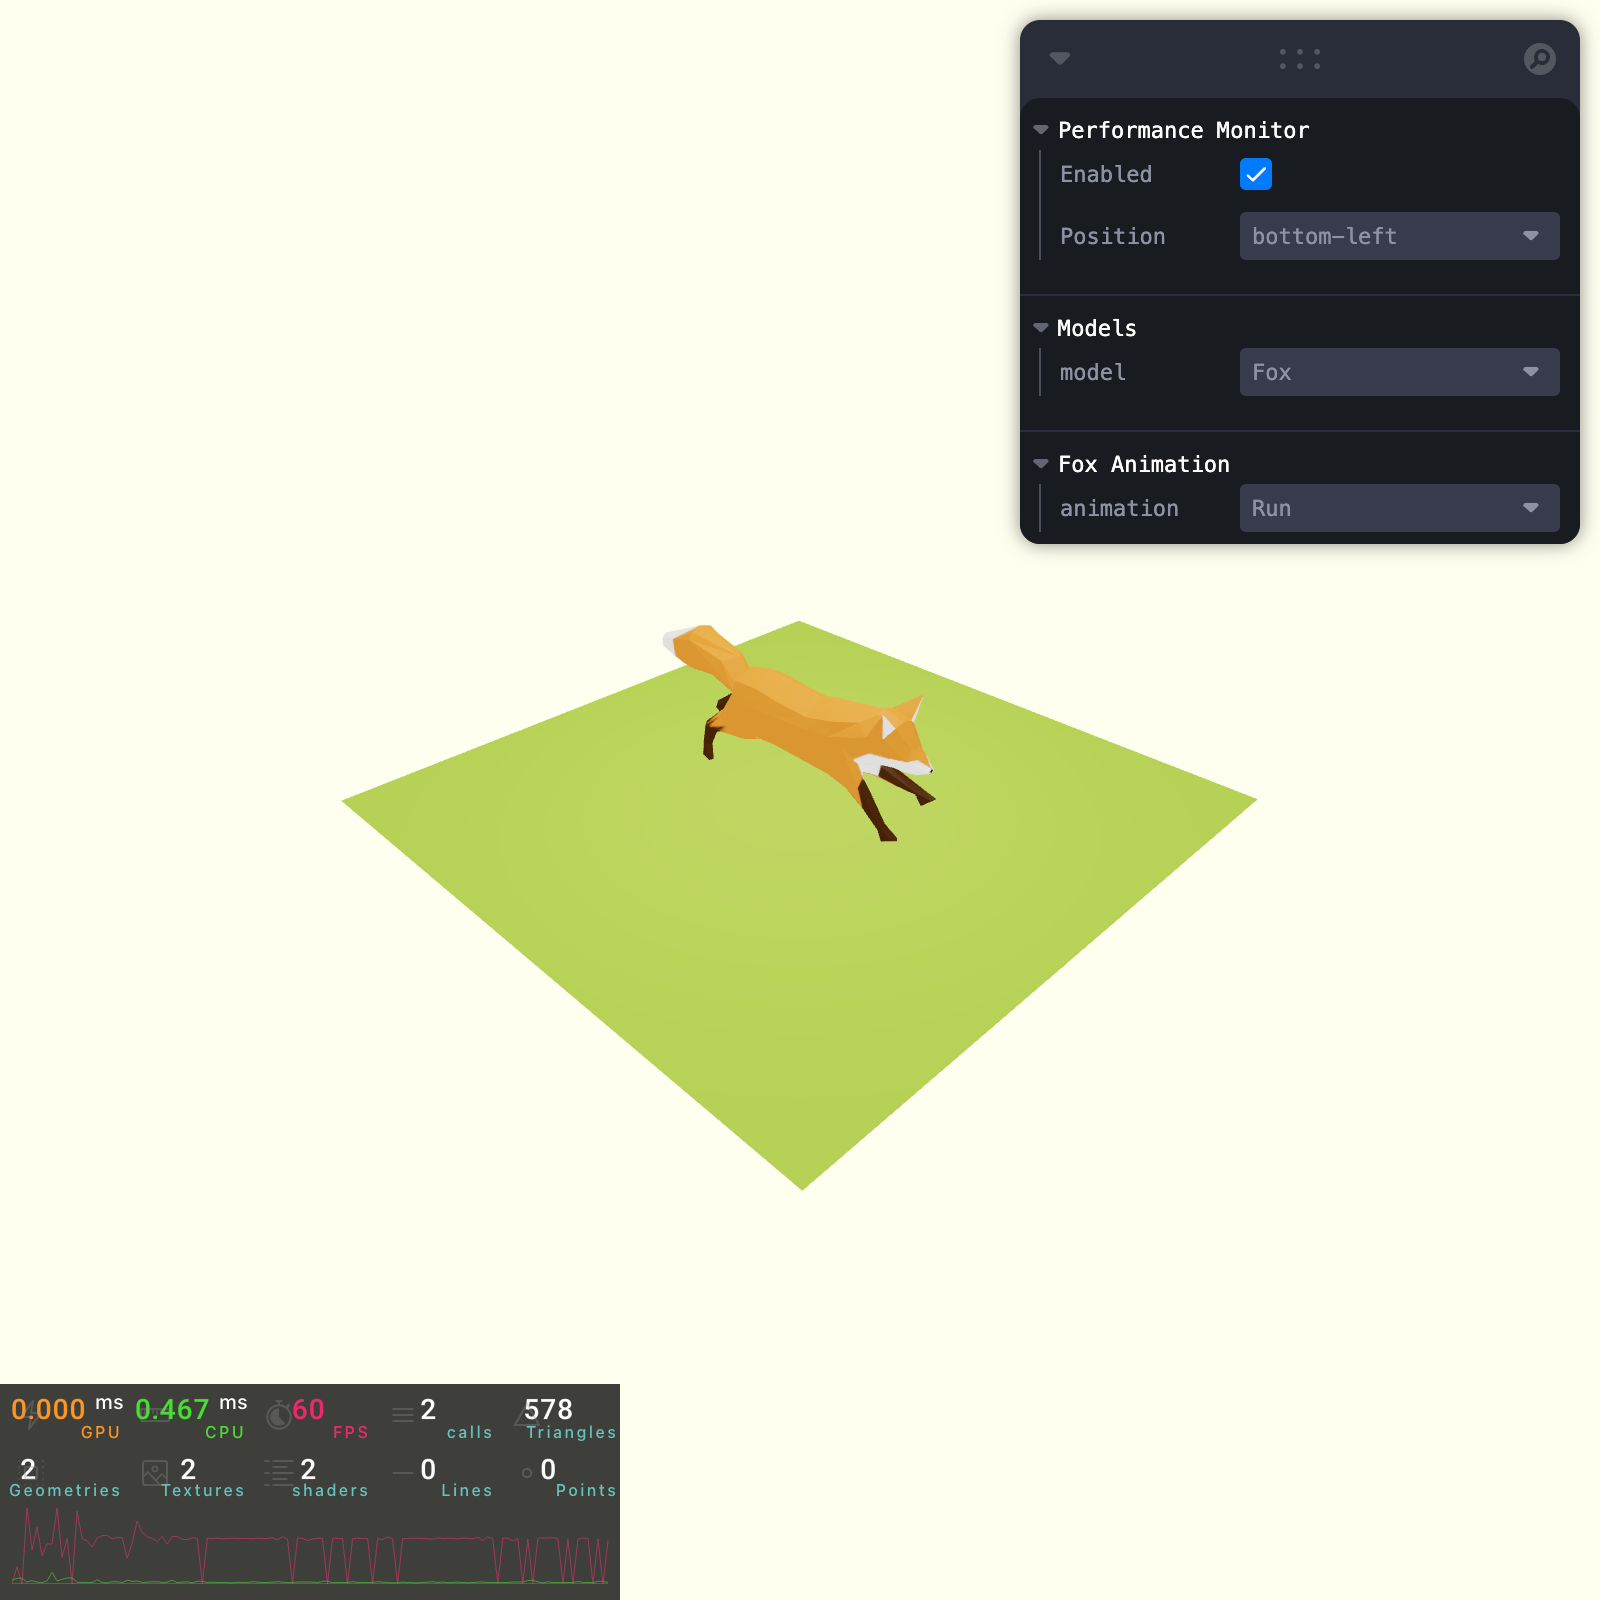 Performance Monitor
Enabled
Position bottom-left
Models
model Fox
Fox Animation
animation Run
0.000 ms 0.467 ms 60 2 578
GPU CPU FPS calls Triangles
2 2 2 0 0
Geometries Textures shaders Lines Points